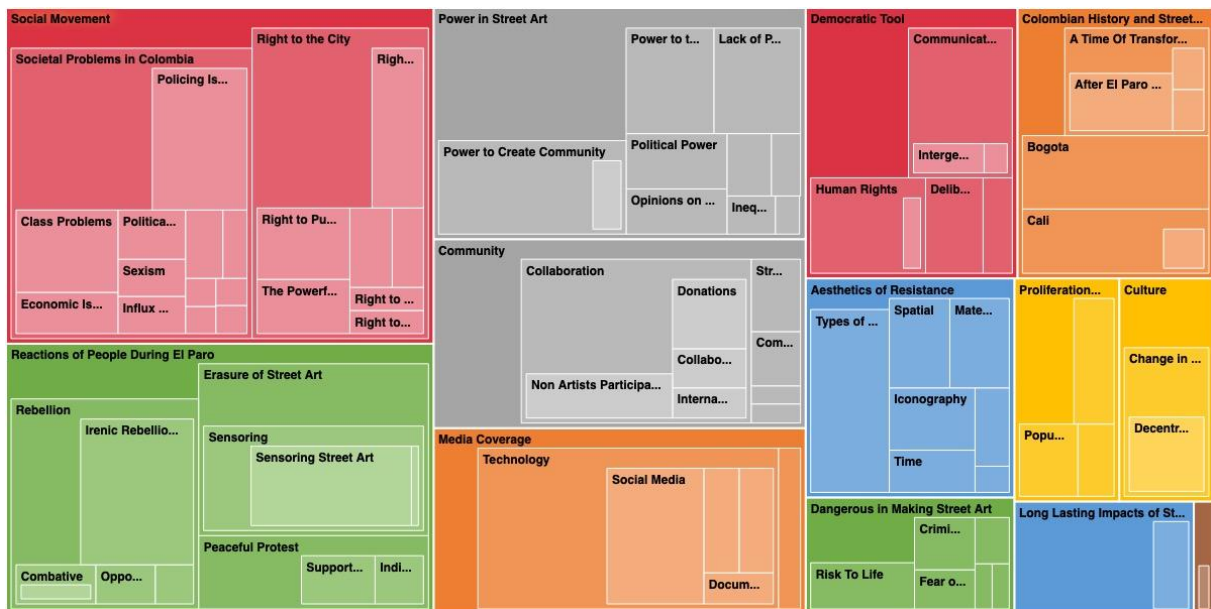 Social Movement
Societal Problems in Colombia
Policing Is...
Class Problems
Politica...
Sexism
Economic Is...
Influx ...
Right to the City
Righ...
Right to Pu...
The Powerf...
Right to ...
Right to...
Reactions of People During El Paro
Rebellion
Irenic Rebellio...
Combative
Oppo...
Erasure of Street Art
Sensoring
Sensoring Street Art
Peaceful Protest
Support...
Indi...
Power in Street Art
Power to t...
Lack of P...
Power to Create Community
Political Power
Opinions on ...
Ineq...
Community
Collaboration
Donations
Collabo...
Non Artists Participa...
Interna...
Str...
Com...
Media Coverage
Technology
Social Media
Docum...
Democratic Tool
Communicat...
Interge...
Human Rights
Delib...
Colombian History and Street...
A Time Of Transfor...
After El Paro ...
Bogota
Cali
Aesthetics of Resistance
Types of ...
Spatial
Mate...
Iconography
Time
Proliferation...
Popu...
Culture
Change in ...
Decentr...
Dangerous in Making Street Art
Crimi...
Risk To Life
Fear o...
Long Lasting Impacts of St...